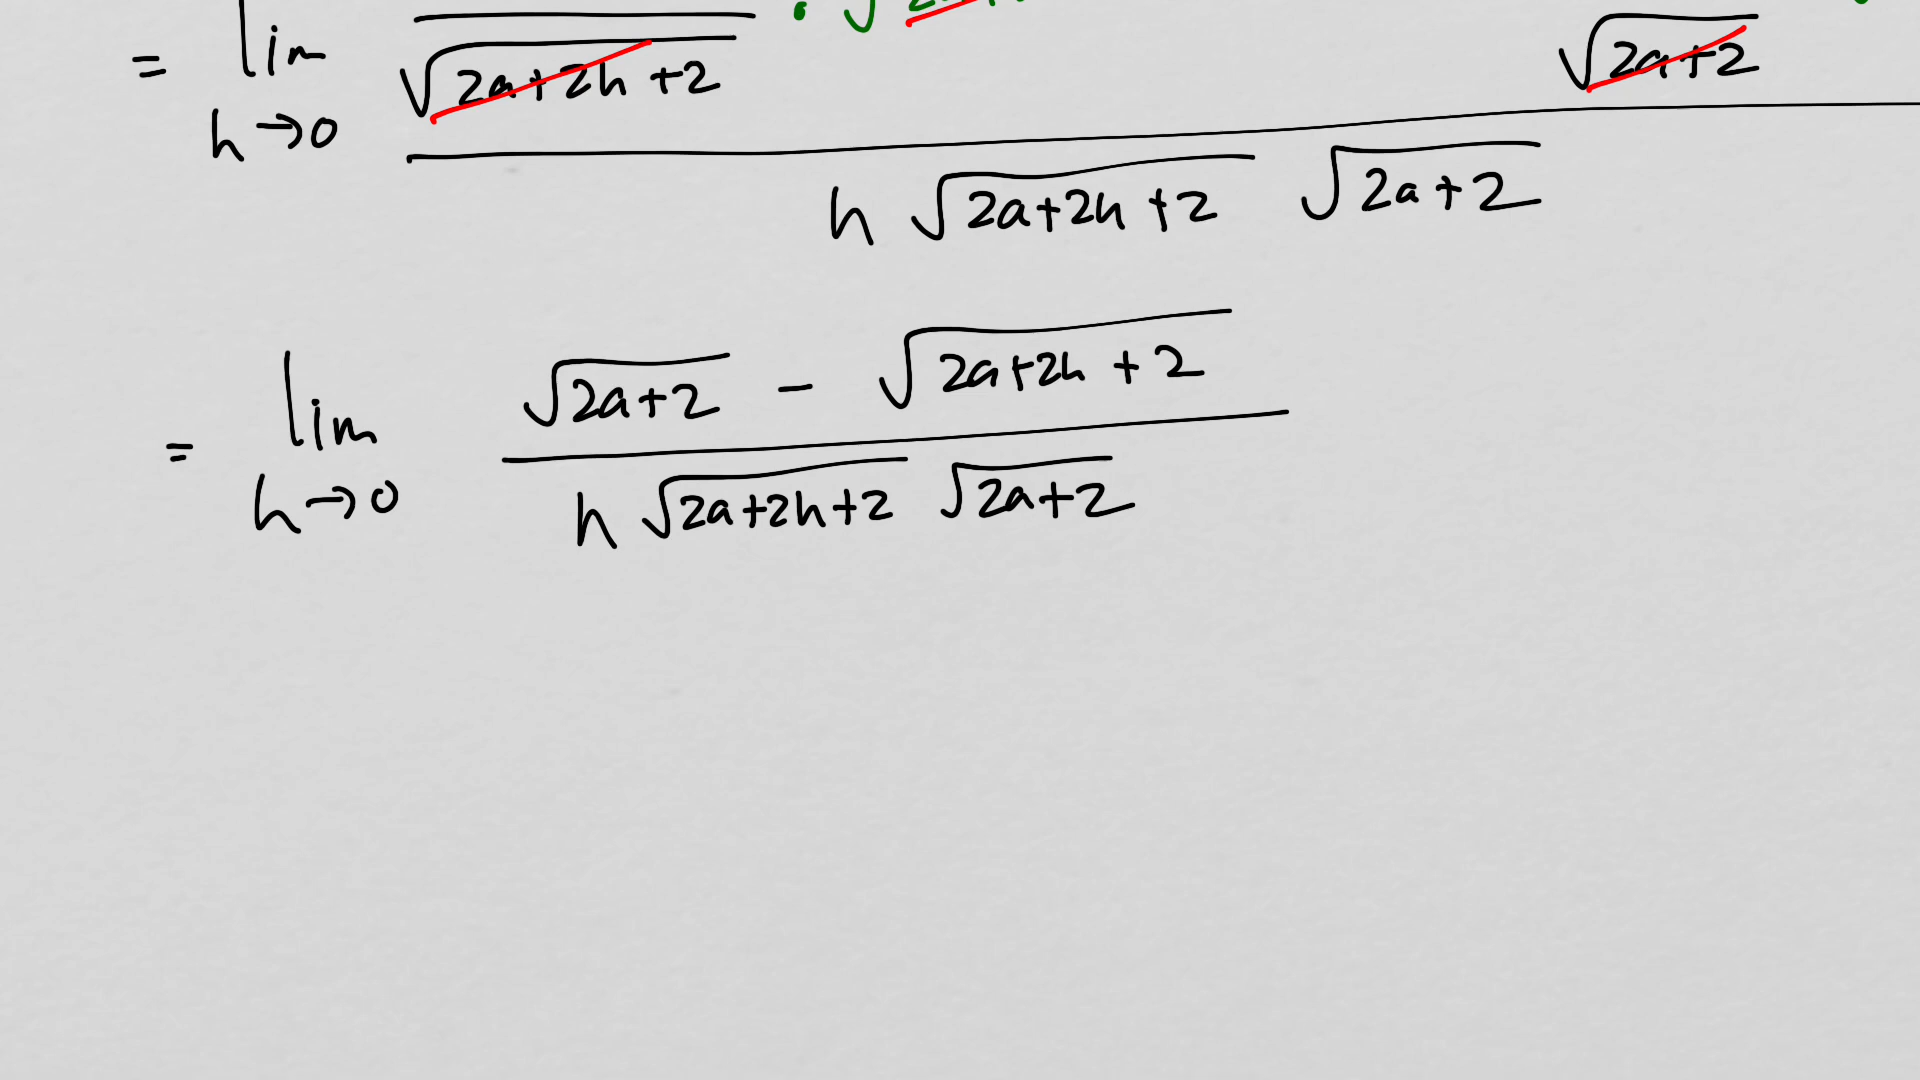 = lim √(2a+2h+2) √(2a+2)
h→0
h √(2a+2h+2) √(2a+2)
√(2a+2) − √(2a+2h+2)
= lim
h→0 h √(2a+2h+2) √(2a+2)